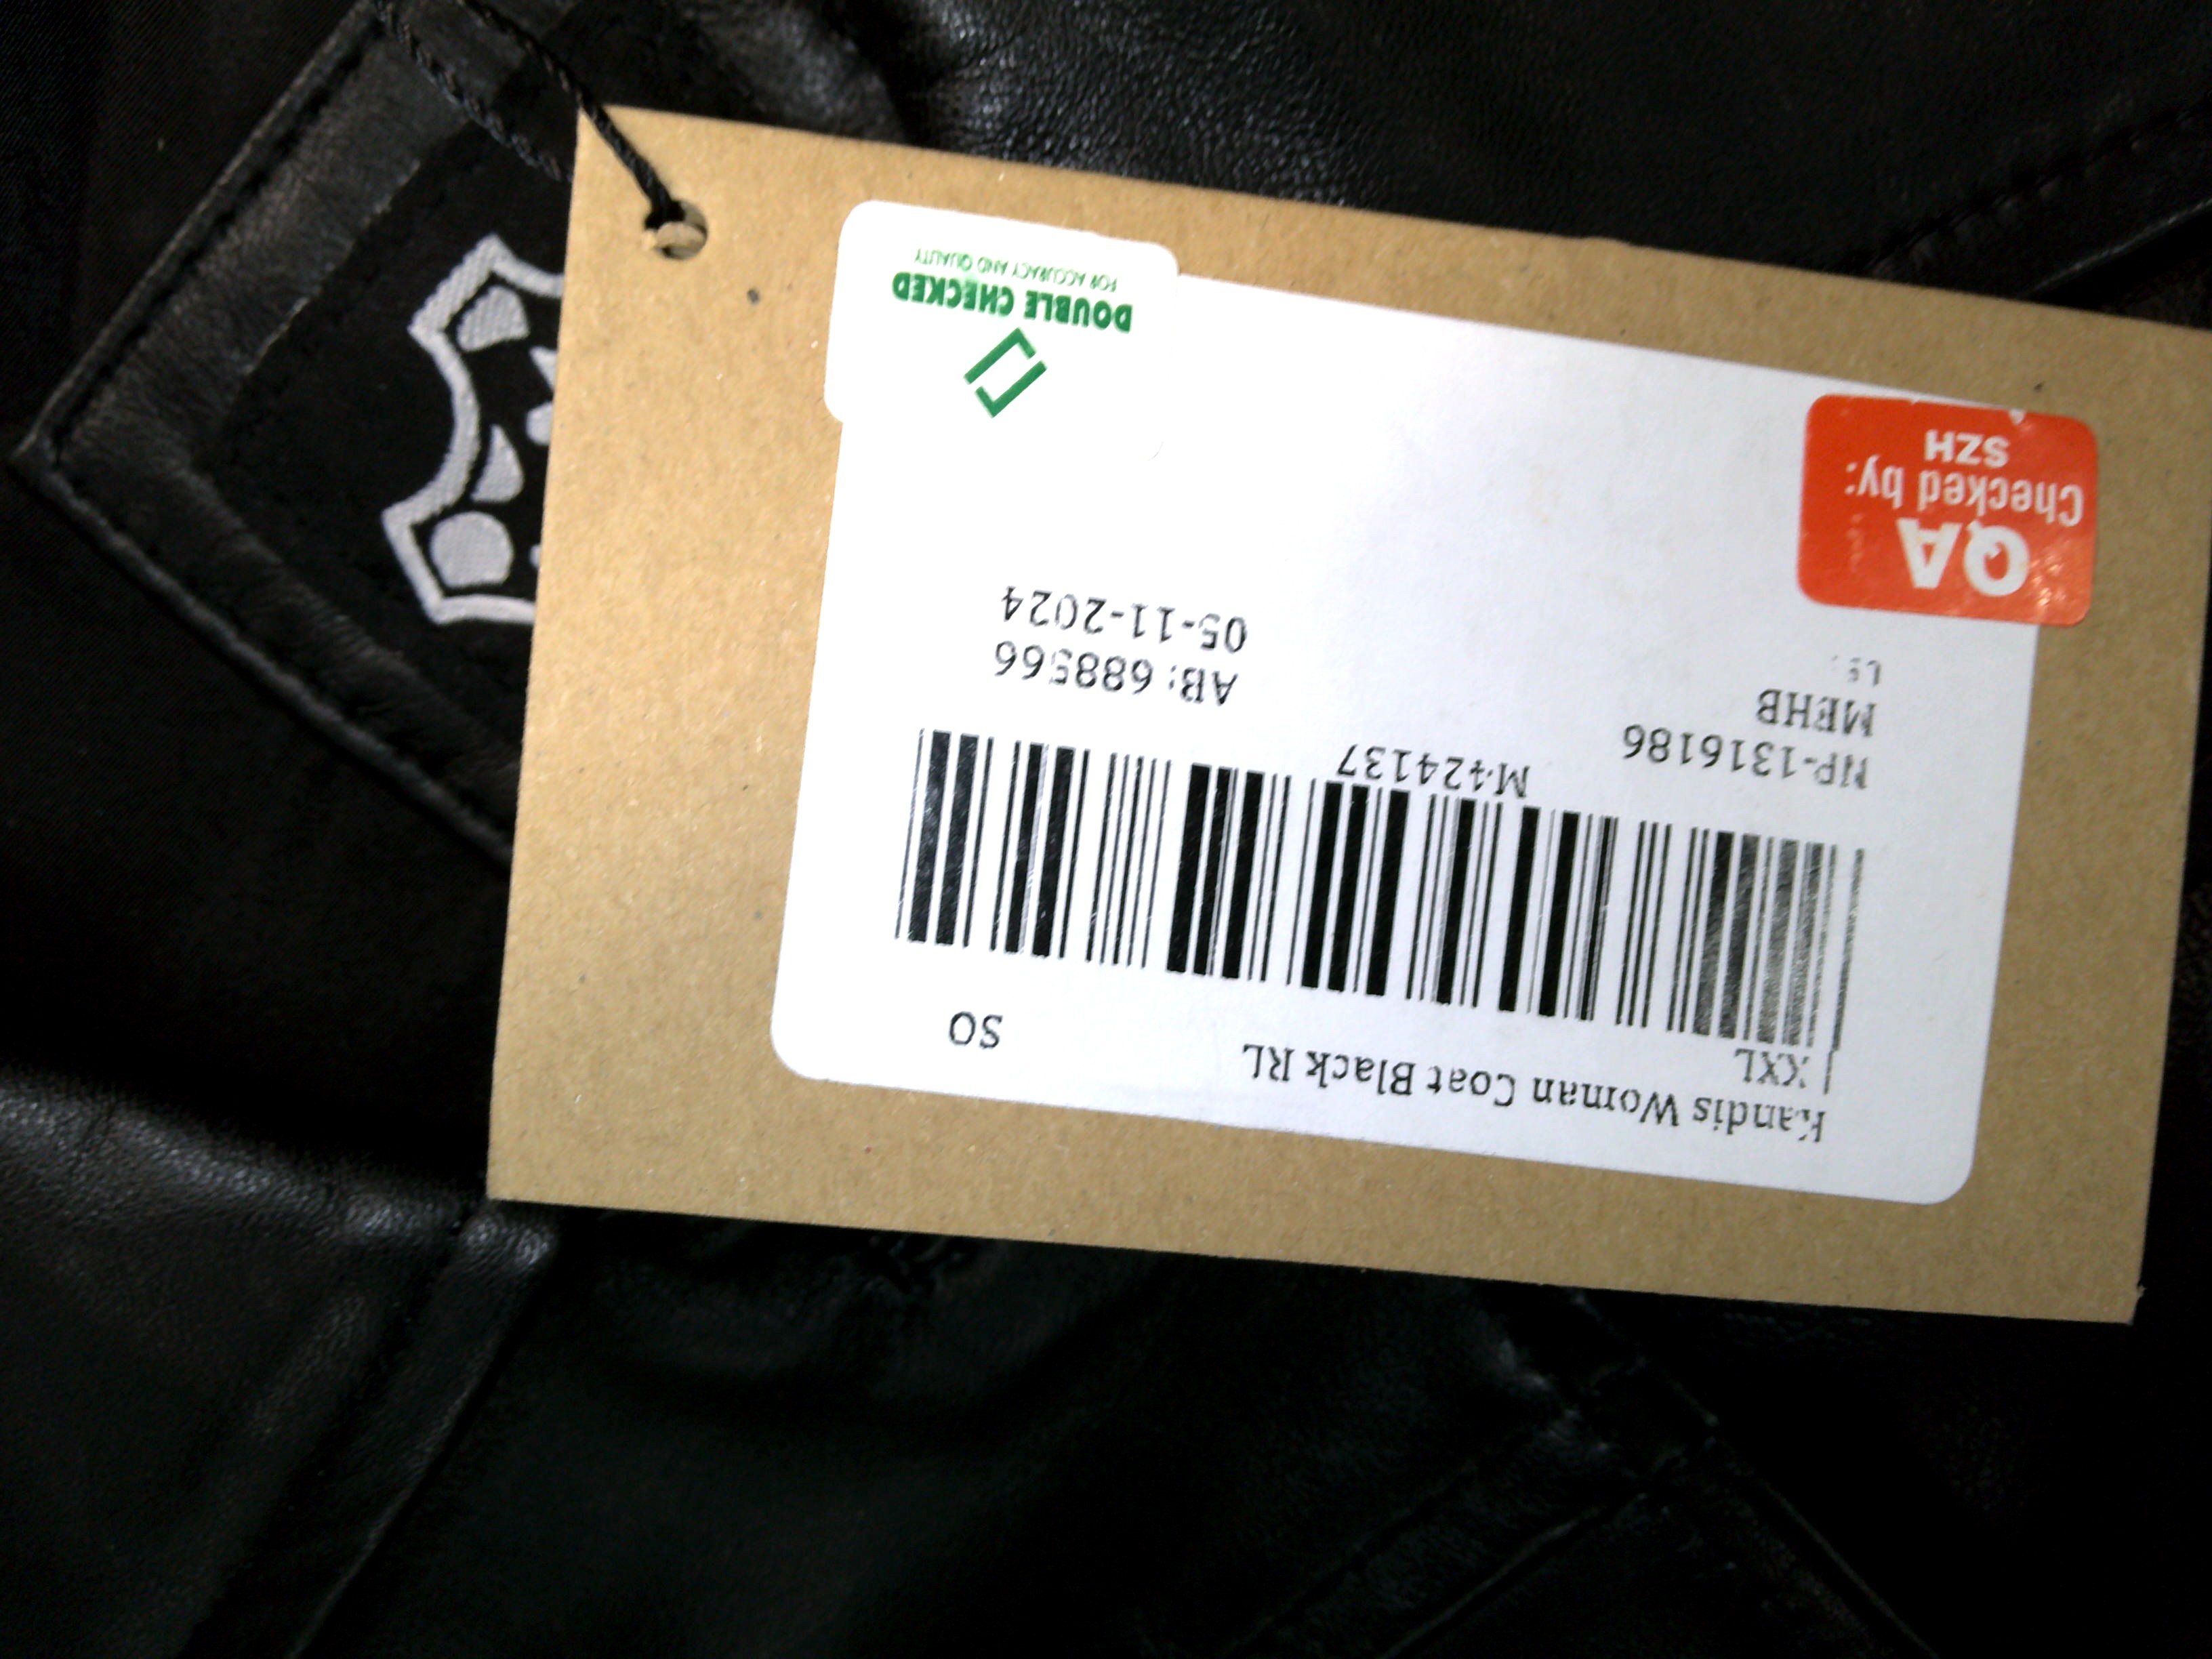 Kandis Woman Coat Black RL
XXL
SO
M424137
NP-1316186
AB: 688566
MEHB
05-11-2024
QA
Checked by:
SZH
DOUBLE CHECKED
FOR ACCURACY AND QUALITY